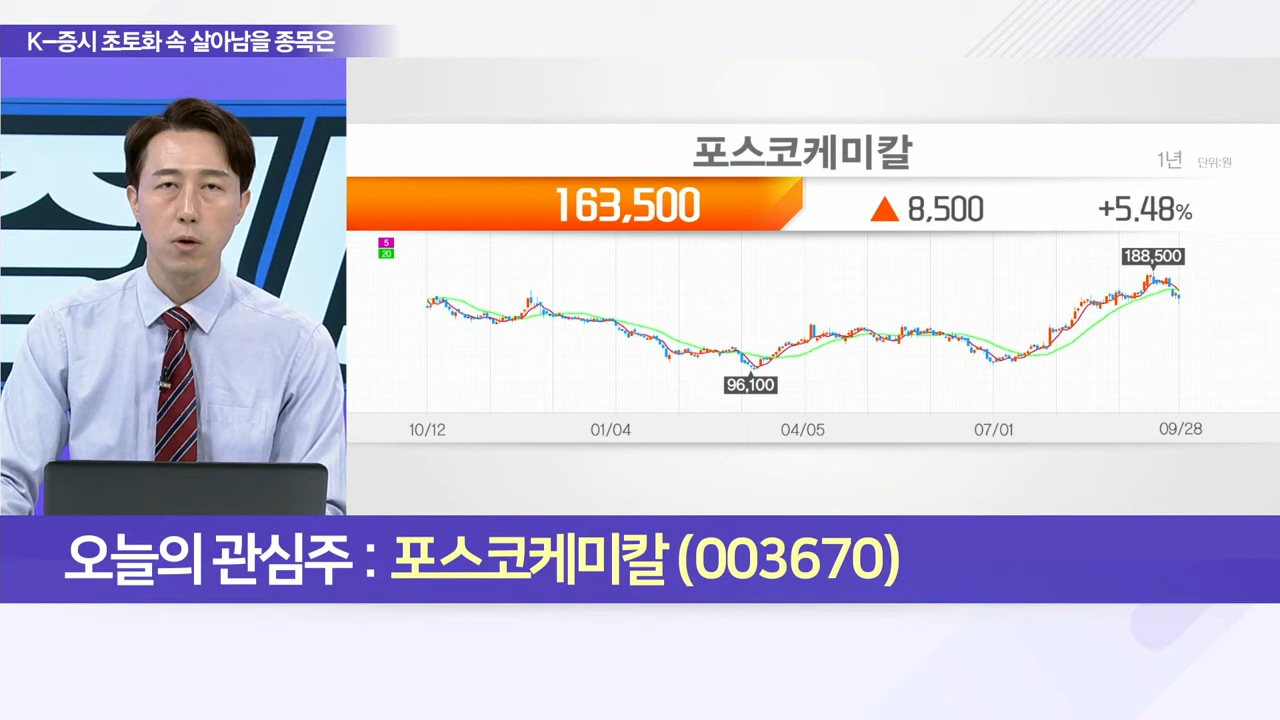 K-증시 초토화 속 살아남을 종목은
포스코케미칼
1년 단위:원
163,500 ▲ 8,500 +5.48%
5
20
188,500
96,100
10/12 01/04 04/05 07/01 09/28
오늘의 관심주 : 포스코케미칼 (003670)